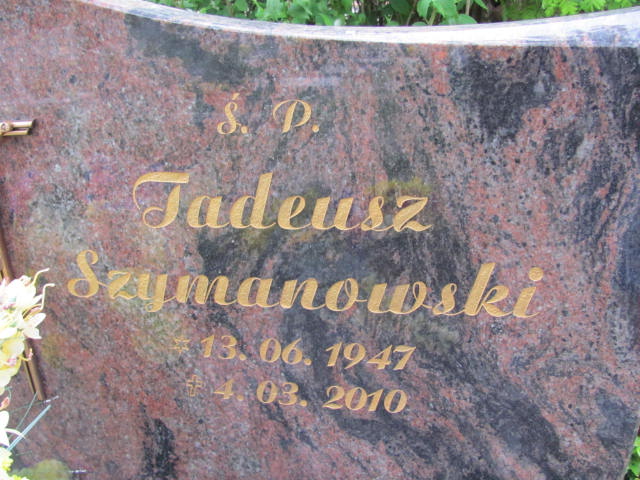 Ś. P.
Tadeusz
Szymanowski
* 13. 06. 1947
✝ 4. 03. 2010